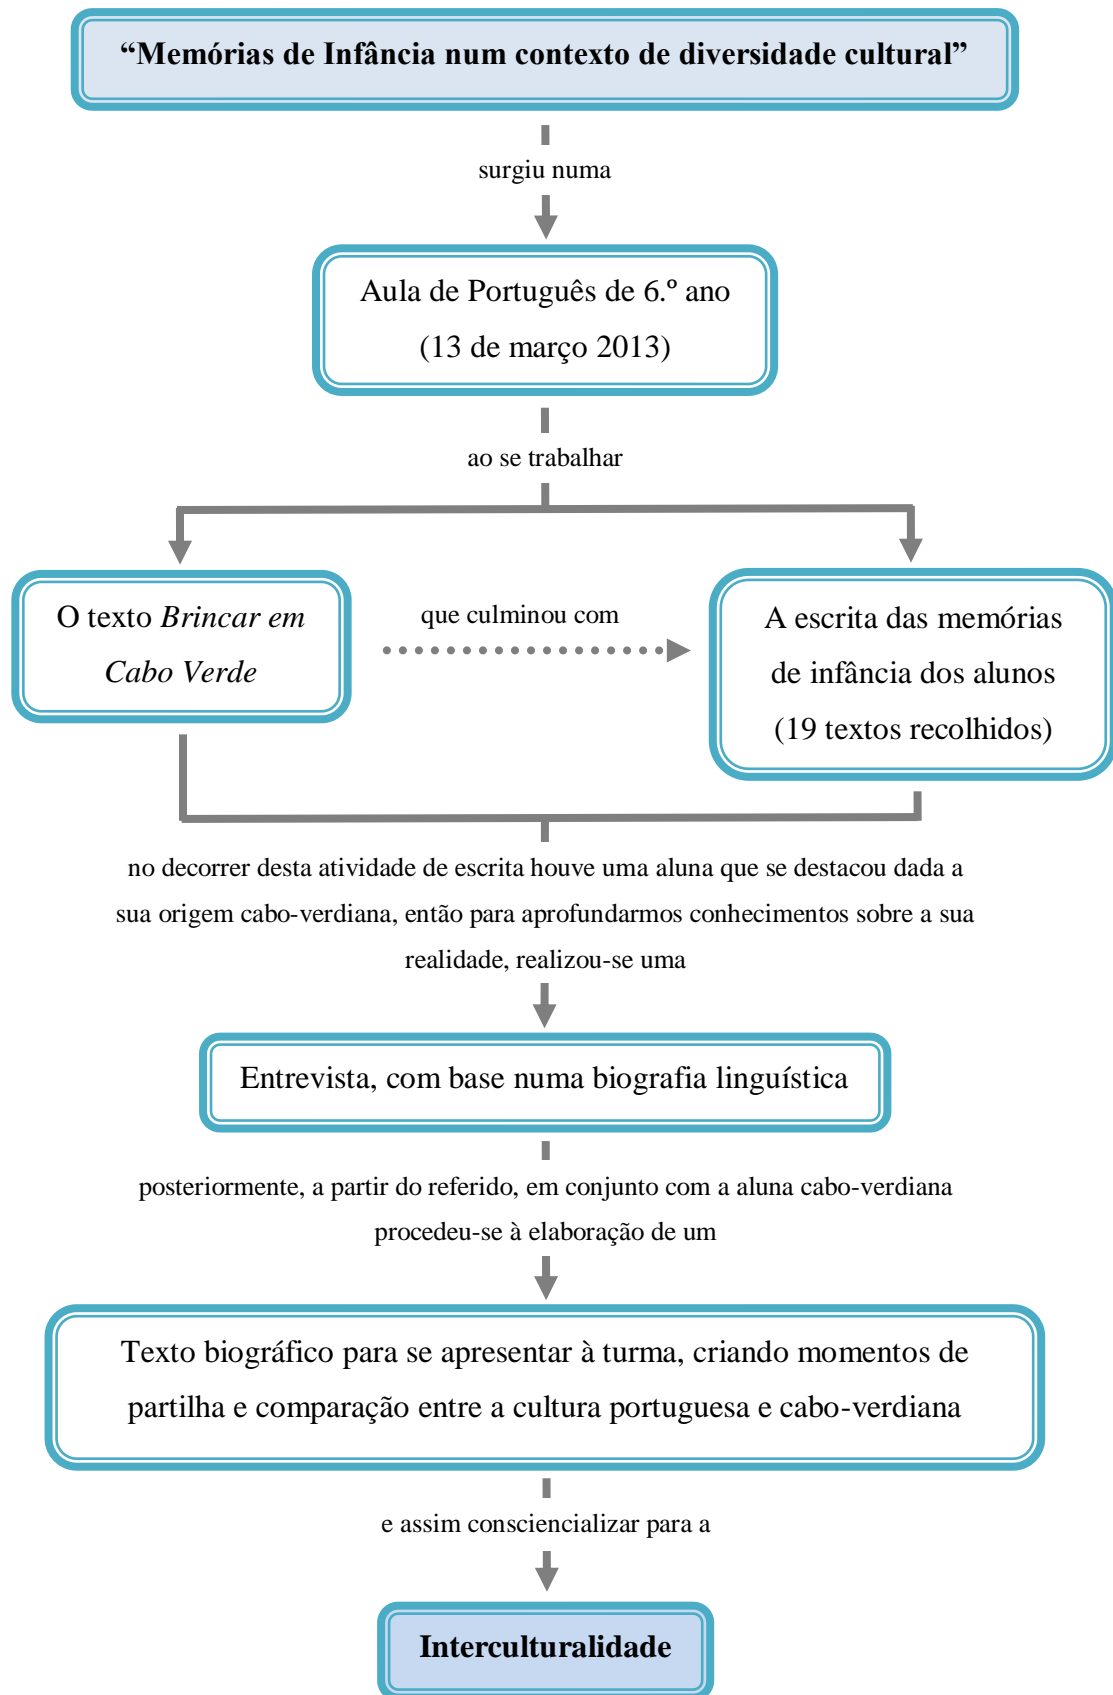 “Memórias de Infância num contexto de diversidade cultural”
surgiu numa
Aula de Português de 6.º ano
(13 de março 2013)
ao se trabalhar
O texto Brincar em
Cabo Verde
que culminou com
A escrita das memórias
de infância dos alunos
(19 textos recolhidos)
no decorrer desta atividade de escrita houve uma aluna que se destacou dada a
sua origem cabo-verdiana, então para aprofundarmos conhecimentos sobre a sua
realidade, realizou-se uma
Entrevista, com base numa biografia linguística
posteriormente, a partir do referido, em conjunto com a aluna cabo-verdiana
procedeu-se à elaboração de um
Texto biográfico para se apresentar à turma, criando momentos de
partilha e comparação entre a cultura portuguesa e cabo-verdiana
e assim consciencializar para a
Interculturalidade